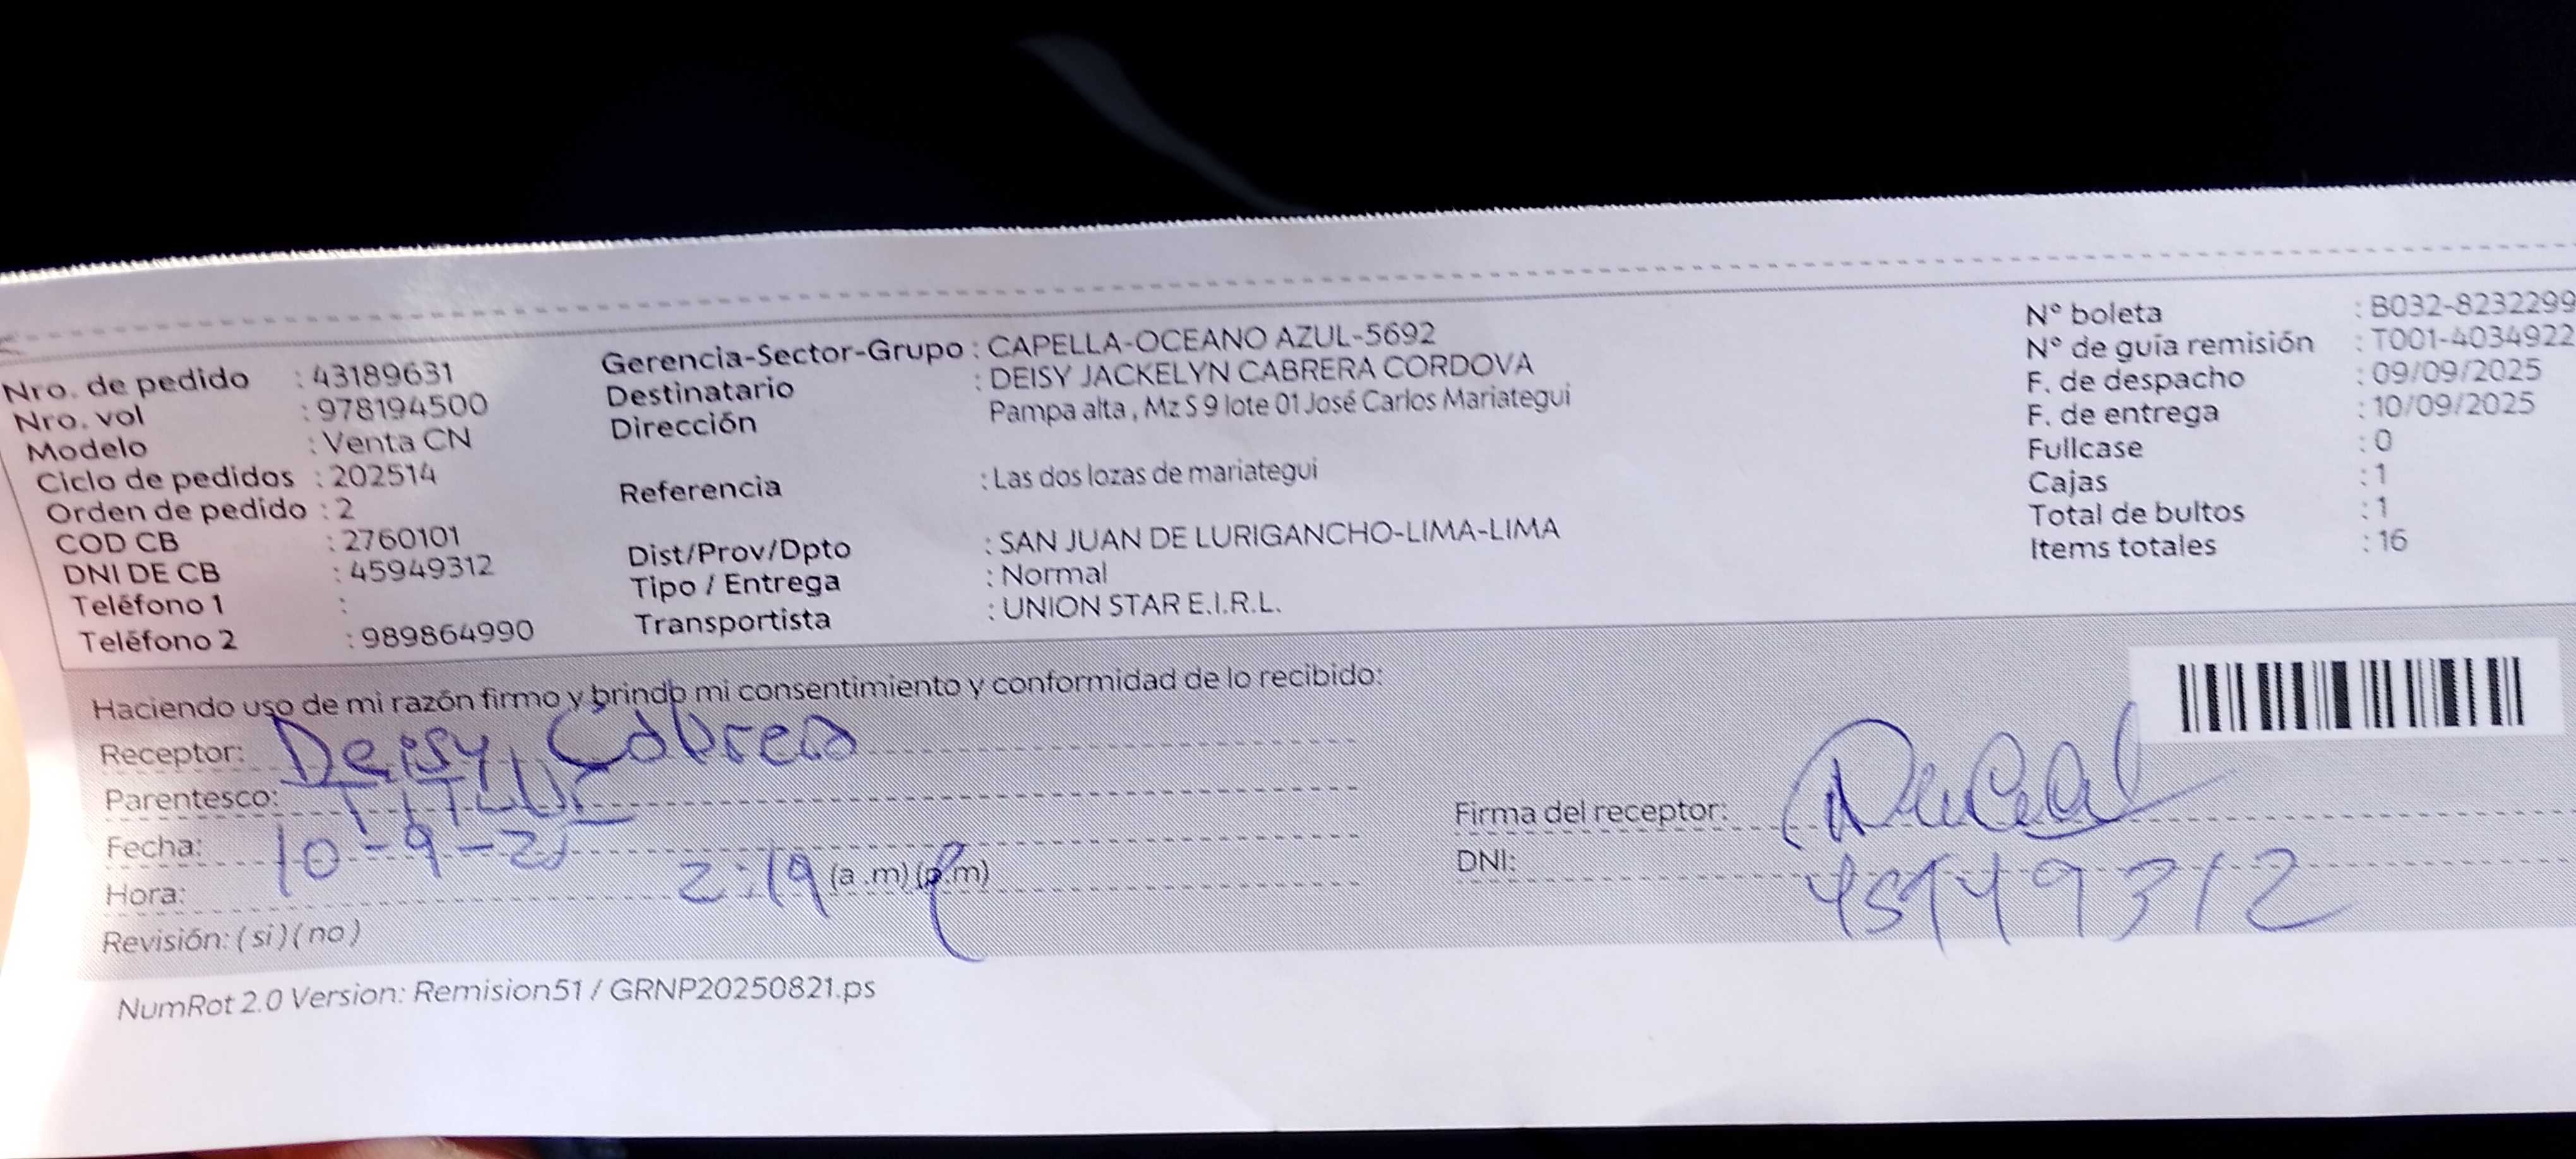 Nro. de pedido : 43189631
Nro. vol : 978194500
Modelo : Venta CN
Ciclo de pedidos : 202514
Orden de pedido : 2
COD CB : 2760101
DNI DE CB : 45949312
Teléfono 1 :
Teléfono 2 : 989864990
Gerencia-Sector-Grupo : CAPELLA-OCEANO AZUL-5692
Destinatario : DEISY JACKELYN CABRERA CORDOVA
Dirección Pampa alta , Mz S 9 lote 01 José Carlos Mariategui
Referencia : Las dos lozas de mariategui
Dist/Prov/Dpto : SAN JUAN DE LURIGANCHO-LIMA-LIMA
Tipo / Entrega : Normal
Transportista : UNION STAR E.I.R.L.
N° boleta : B032-8232299
N° de guía remisión : T001-4034922
F. de despacho : 09/09/2025
F. de entrega : 10/09/2025
Fullcase : 0
Cajas : 1
Total de bultos : 1
Items totales : 16
Haciendo uso de mi razón firmo y brindo mi consentimiento y conformidad de lo recibido:
Receptor: Deisy Cabrera
Parentesco:
Fecha: 10-9-25
Hora: 2:19 (a .m) (p.m)
Revisión: ( si ) ( no )
Firma del receptor:
DNI: 45949312
NumRot 2.0 Version: Remision51 / GRNP20250821.ps